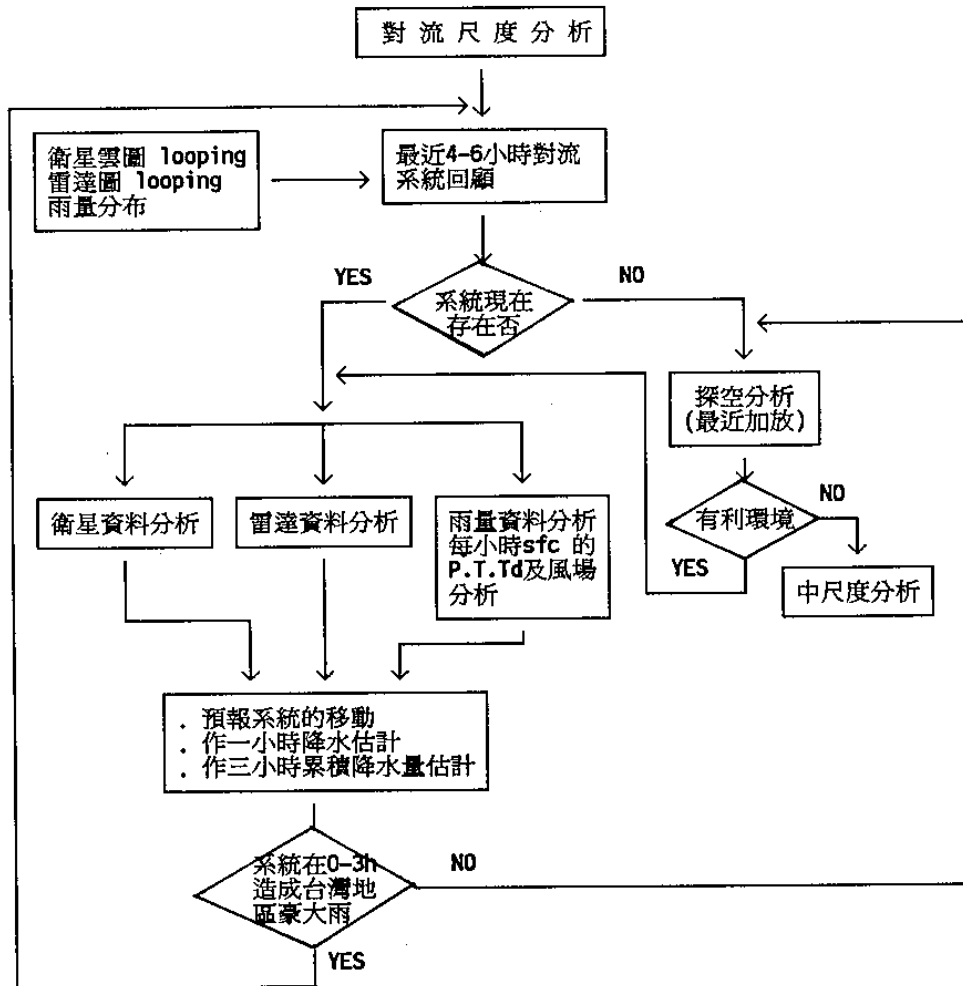 對流尺度分析
衛星雲圖 looping
雷達圖 looping
雨量分布
最近4-6小時對流
系統回顧
YES
NO
系統現在
存在否
探空分析
(最近加放)
衛星資料分析
雷達資料分析
雨量資料分析
每小時sfc 的
P.T.Td及風場
分析
有利環境
NO
YES
中尺度分析
. 預報系統的移動
. 作一小時降水估計
. 作三小時累積降水量估計
系統在0-3h
造成台灣地
區豪大雨
NO
YES